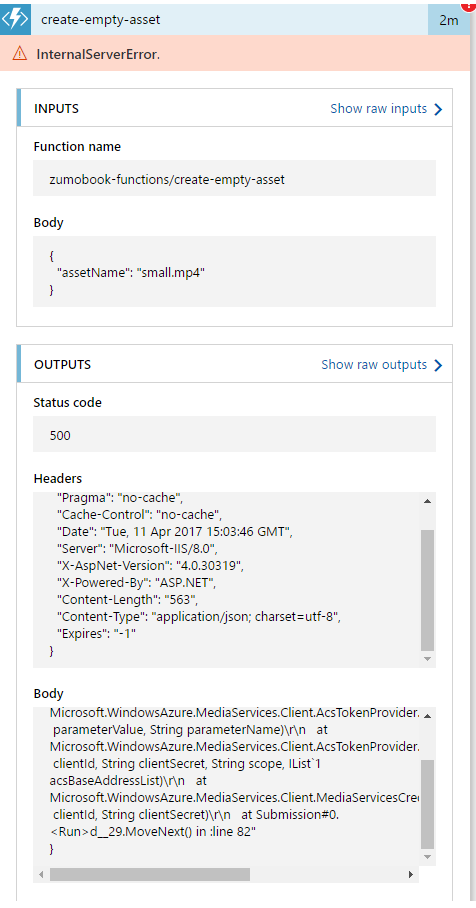 create-empty-asset
2m
InternalServerError.
INPUTS
Show raw inputs
Function name
zumobook-functions/create-empty-asset
Body
{
"assetName": "small.mp4"
}
OUTPUTS
Show raw outputs
Status code
500
Headers
"Pragma": "no-cache",
"Cache-Control": "no-cache",
"Date": "Tue, 11 Apr 2017 15:03:46 GMT",
"Server": "Microsoft-IIS/8.0",
"X-AspNet-Version": "4.0.30319",
"X-Powered-By": "ASP.NET",
"Content-Length": "563",
"Content-Type": "application/json; charset=utf-8",
"Expires": "-1"
}
Body
Microsoft.WindowsAzure.MediaServices.Client.AcsTokenProvider.
parameterValue, String parameterName)\r\n   at
Microsoft.WindowsAzure.MediaServices.Client.AcsTokenProvider.
clientId, String clientSecret, String scope, IList`1
acsBaseAddressList)\r\n   at
Microsoft.WindowsAzure.MediaServices.Client.MediaServicesCre
clientId, String clientSecret)\r\n   at Submission#0.
<Run>d__29.MoveNext() in :line 82"
}